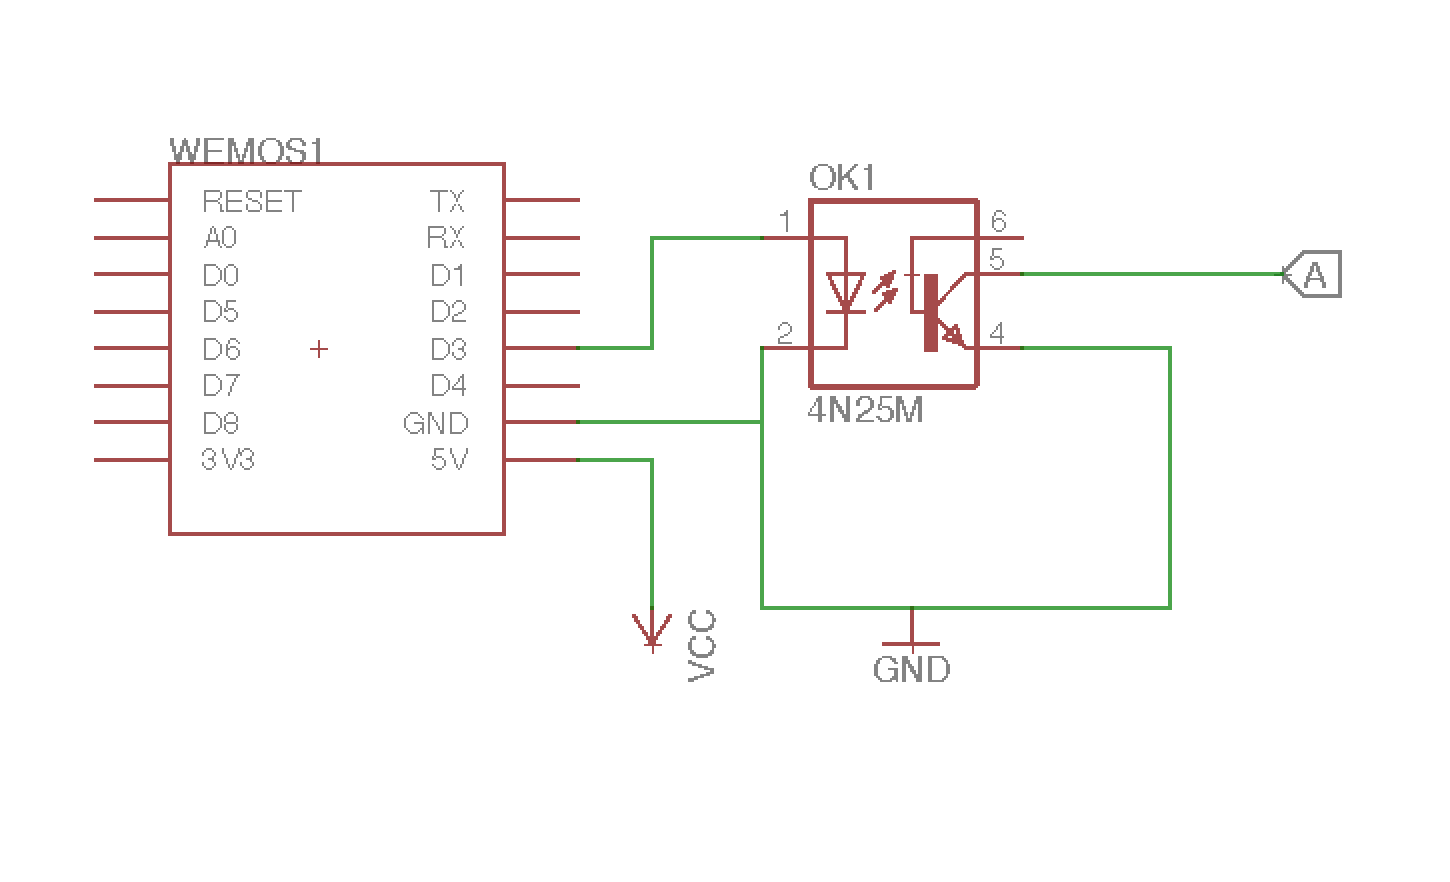 WEMOS1
RESET TX
A0 RX
D0 D1
D5 D2
D6 D3
D7 D4
D8 GND
3V3 5V
OK1
1 6
5
2 4
4N25M
A
VCC
GND